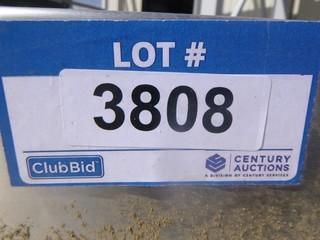 LOT #
3808
ClubBid
CENTURY
AUCTIONS
A DIVISION OF CENTURY SERVICES